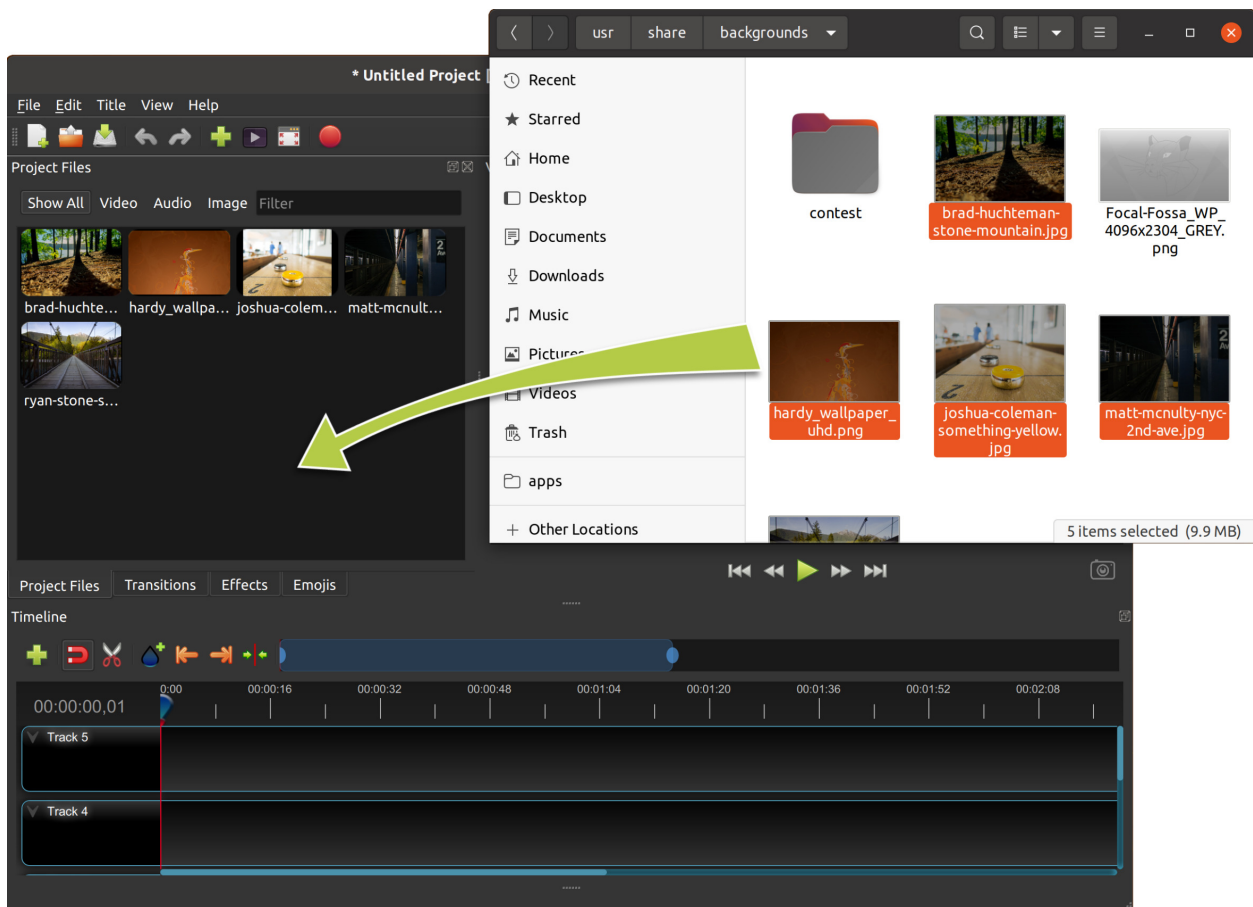 usr share backgrounds
* Untitled Project [
File Edit Title View Help
Project Files
Show All Video Audio Image Filter
brad-huchte... hardy_wallpa... joshua-colem... matt-mcnult...
ryan-stone-s...
Recent
Starred
Home
Desktop
Documents
Downloads
Music
Pictures
Videos
Trash
apps
+ Other Locations
contest
brad-huchteman-
stone-mountain.jpg
Focal-Fossa_WP_
4096x2304_GREY.
png
hardy_wallpaper_
uhd.png
joshua-coleman-
something-yellow.
jpg
matt-mcnulty-nyc-
2nd-ave.jpg
5 items selected (9.9 MB)
Project Files Transitions Effects Emojis
Timeline
00:00:00,01
0:00 00:00:16 00:00:32 00:00:48 00:01:04 00:01:20 00:01:36 00:01:52 00:02:08
Track 5
Track 4